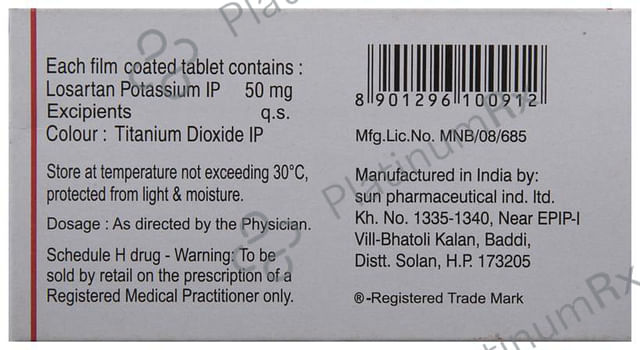 Each film coated tablet contains :
Losartan Potassium IP 50 mg
Excipients q.s.
Colour : Titanium Dioxide IP
Store at temperature not exceeding 30°C,
protected from light & moisture.
Dosage : As directed by the Physician.
Schedule H drug - Warning: To be
sold by retail on the prescription of a
Registered Medical Practitioner only.
8 901296 100912
Mfg.Lic.No. MNB/08/685
Manufactured in India by:
sun pharmaceutical ind. ltd.
Kh. No. 1335-1340, Near EPIP-I
Vill-Bhatoli Kalan, Baddi,
Distt. Solan, H.P. 173205
®-Registered Trade Mark
PlatinumRx
PlatinumRx
PlatinumRx